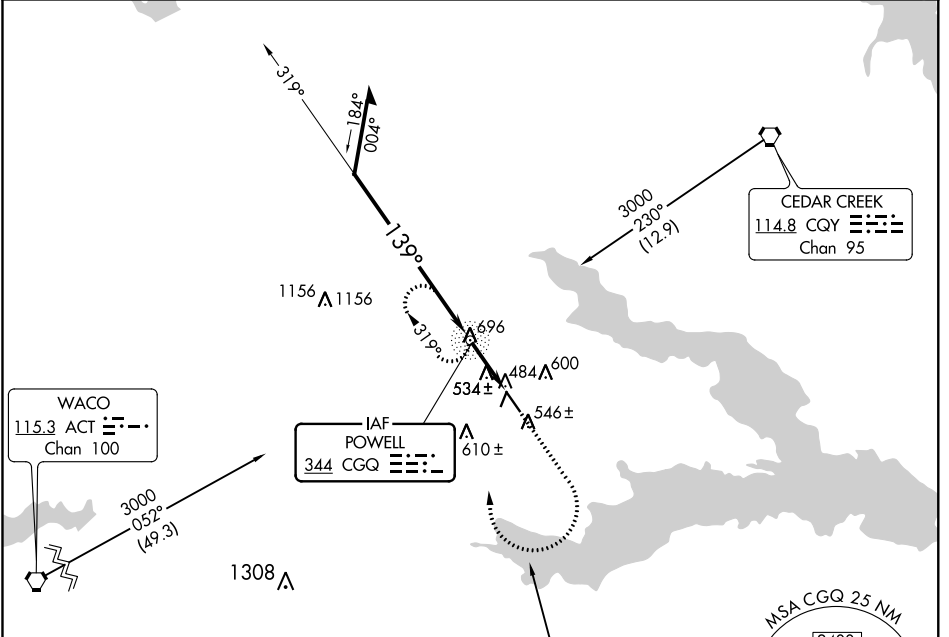 319°
184°
004°
139°
3000
230°
(12.9)
CEDAR CREEK
114.8 CQY
Chan 95
1156 1156
319°
696
484 600
534±
546±
610±
IAF
POWELL
344 CGQ
WACO
115.3 ACT
Chan 100
3000
052°
(49.3)
1308
MSA CGQ 25 NM